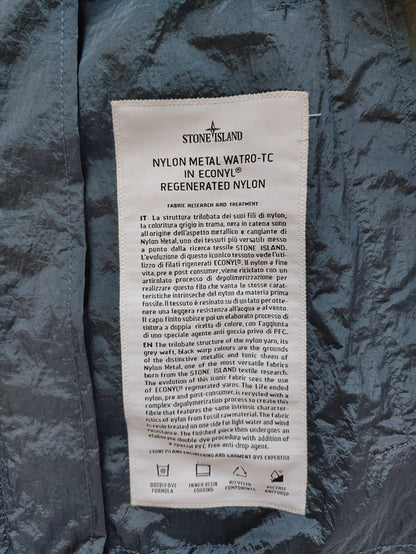 STONE ISLAND
NYLON METAL WATRO-TC
IN ECONYL®
REGENERATED NYLON
FABRIC RESEARCH AND TREATMENT
IT La struttura trilobata dei suoi fili di nylon,
la coloritura grigio in trama, nera in catena sono
all'origine dell'aspetto metallico e cangiante di
Nylon Metal, uno dei tessuti più versatili messo
a punto dalla ricerca tessile STONE ISLAND.
L'evoluzione di questo iconico tessuto vede l'uti-
lizzo di filati rigenerati ECONYL®. Il nylon a fine
vita, pre e post consumer, viene riciclato con un
articolato processo di depolimerizzazione per
realizzare questo filo che vanta le stesse caratte-
ristiche intrinseche del nylon da materia prima
fossile. Il tessuto è resinato su di un lato per otte-
nere una leggera resistenza all'acqua e al vento.
Il capo finito subisce poi un elaborato processo di
tintura a doppia ricetta di colore, con l'aggiunta
di uno speciale agente anti goccia privo di PFC.
EN The trilobate structure of the nylon yarn, its
grey weft, black warp colours are the grounds
of the distinctive metallic and tonic sheen of
Nylon Metal, one of the most versatile fabrics
born from the STONE ISLAND textile research.
The evolution of this iconic fabric sees the use
of ECONYL® regenerated yarns. The Life ended
nylon, pre and post-consumer, is recycled with a
complex depolymerization process to create this
fibre that features the same intrinsic character-
istics of nylon from fossil raw material. The fabric
is resin treated on one side for light water and wind
resistance. The finished piece then undergoes an
elaborate double dye procedure with addition of
a special PFC free anti-drop agent.
STONE ISLAND ENGINEERING AND GARMENT DYE EXPERTISE
DOUBLE DYE
FORMULA
INNER RESIN
COATING
RECYCLED
COMPONENTS
PFC FREE
ANTI-DROP